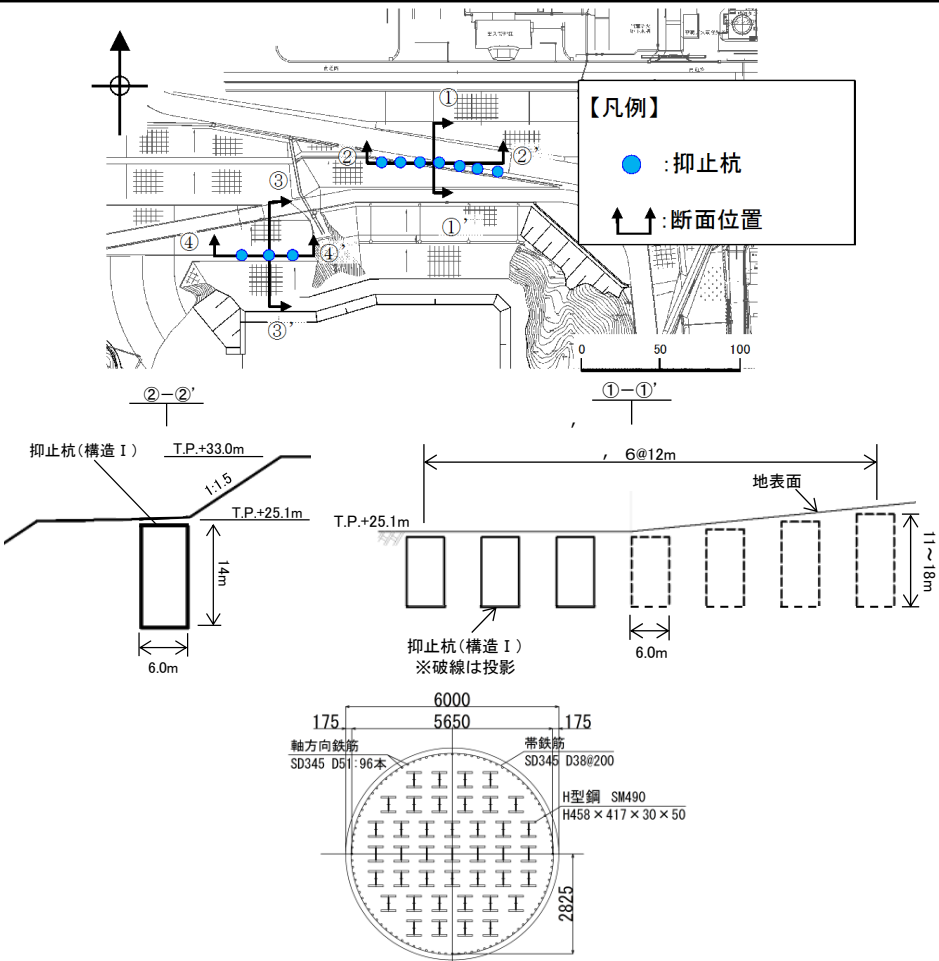 ①
【凡例】
：抑止杭
：断面位置
②
②'
③
①'
④
④'
③'
0 50 100
②－②'
①－①'
抑止杭(構造Ⅰ)
T.P.+33.0m
1:1.5
T.P.+25.1m
14m
6.0m
, 6@12m
地表面
T.P.+25.1m
11～18m
抑止杭(構造Ⅰ)
※破線は投影
6.0m
6000
175 5650 175
軸方向鉄筋
SD345 D51:96本
帯鉄筋
SD345 D38@200
H型鋼 SM490
H458×417×30×50
2825